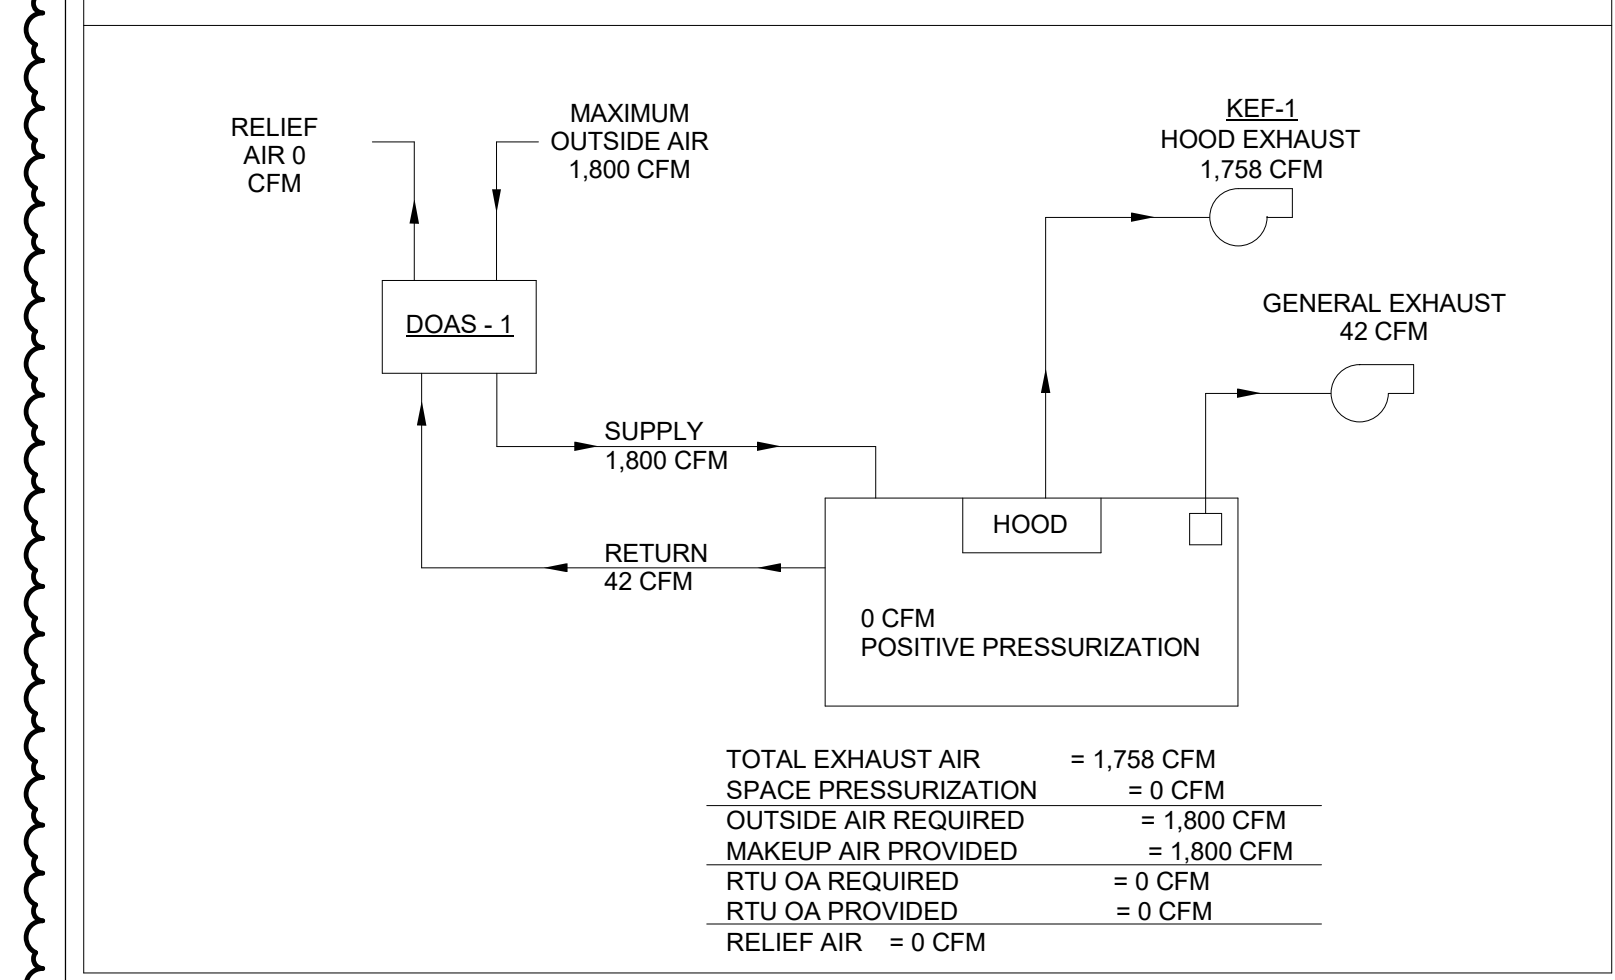 RELIEF
AIR 0
CFM
MAXIMUM
OUTSIDE AIR
1,800 CFM
KEF-1
HOOD EXHAUST
1,758 CFM
GENERAL EXHAUST
42 CFM
DOAS - 1
SUPPLY
1,800 CFM
HOOD
RETURN
42 CFM
0 CFM
POSITIVE PRESSURIZATION
TOTAL EXHAUST AIR = 1,758 CFM
SPACE PRESSURIZATION = 0 CFM
OUTSIDE AIR REQUIRED = 1,800 CFM
MAKEUP AIR PROVIDED = 1,800 CFM
RTU OA REQUIRED = 0 CFM
RTU OA PROVIDED = 0 CFM
RELIEF AIR = 0 CFM